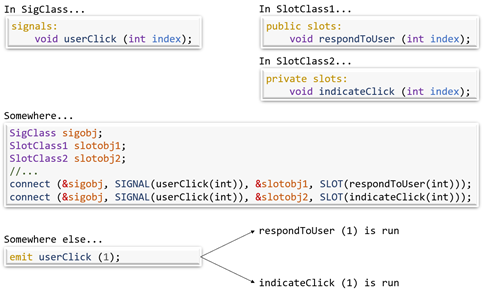 In SigClass...
signals:
void userClick (int index);
In SlotClass1...
public slots:
void respondToUser (int index);
In SlotClass2...
private slots:
void indicateClick (int index);
Somewhere...
SigClass sigobj;
SlotClass1 slotobj1;
SlotClass2 slotobj2;
//...
connect (&sigobj, SIGNAL(userClick(int)), &slotobj1, SLOT(respondToUser(int)));
connect (&sigobj, SIGNAL(userClick(int)), &slotobj2, SLOT(indicateClick(int)));
Somewhere else...
emit userClick (1);
respondToUser (1) is run
indicateClick (1) is run